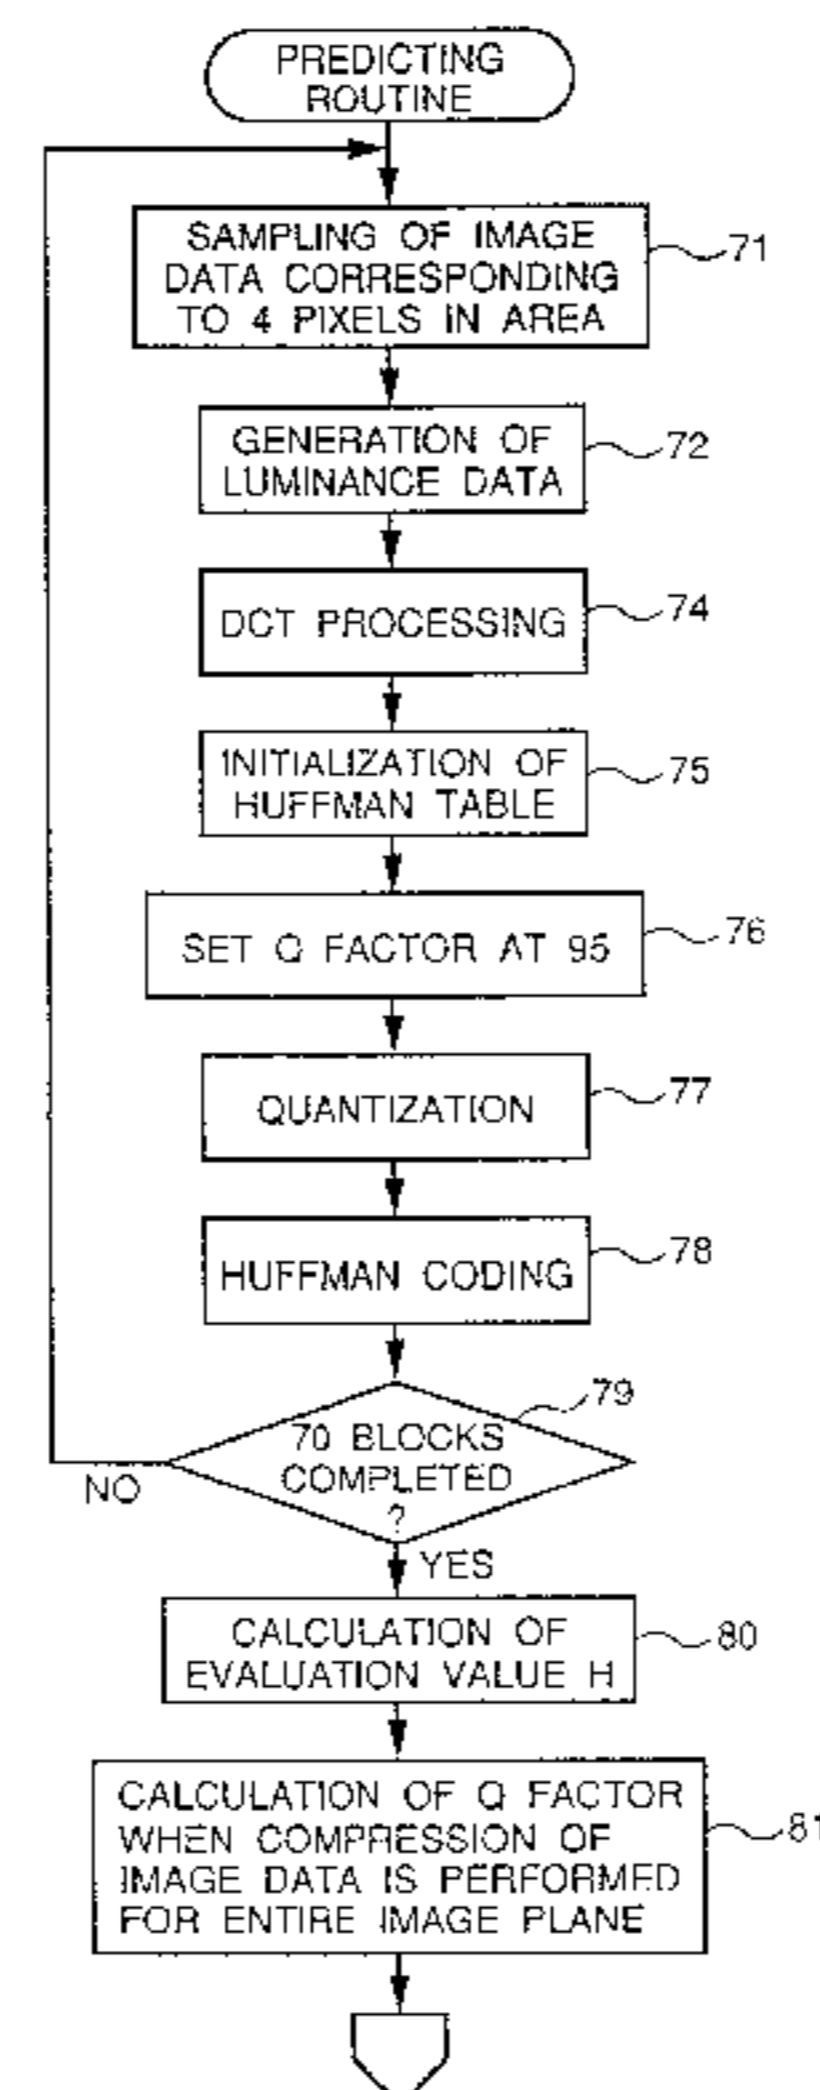 PREDICTING
ROUTINE
SAMPLING OF IMAGE
DATA CORRESPONDING
TO 4 PIXELS IN AREA
71
GENERATION OF
LUMINANCE DATA
72
DCT PROCESSING
74
INITIALIZATION OF
HUFFMAN TABLE
75
SET Q FACTOR AT 95
76
QUANTIZATION
77
HUFFMAN CODING
78
79
70 BLOCKS
COMPLETED
?
NO
YES
CALCULATION OF
EVALUATION VALUE H
80
CALCULATION OF Q FACTOR
WHEN COMPRESSION OF
IMAGE DATA IS PERFORMED
FOR ENTIRE IMAGE PLANE
81